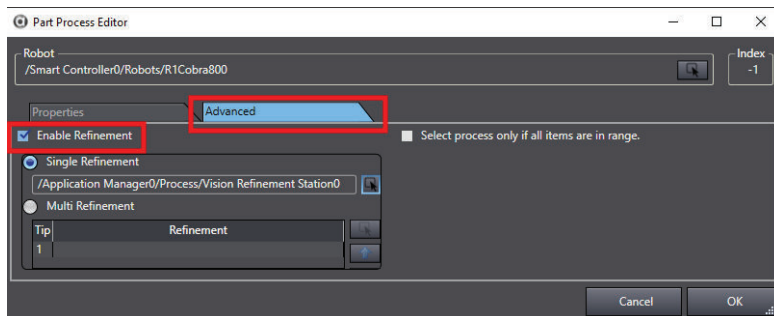 Part Process Editor
Robot
/Smart Controller0/Robots/R1Cobra800
Index
-1
Properties
Advanced
Enable Refinement
Select process only if all items are in range.
Single Refinement
/Application Manager0/Process/Vision Refinement Station0
Multi Refinement
Tip Refinement
1
Cancel
OK